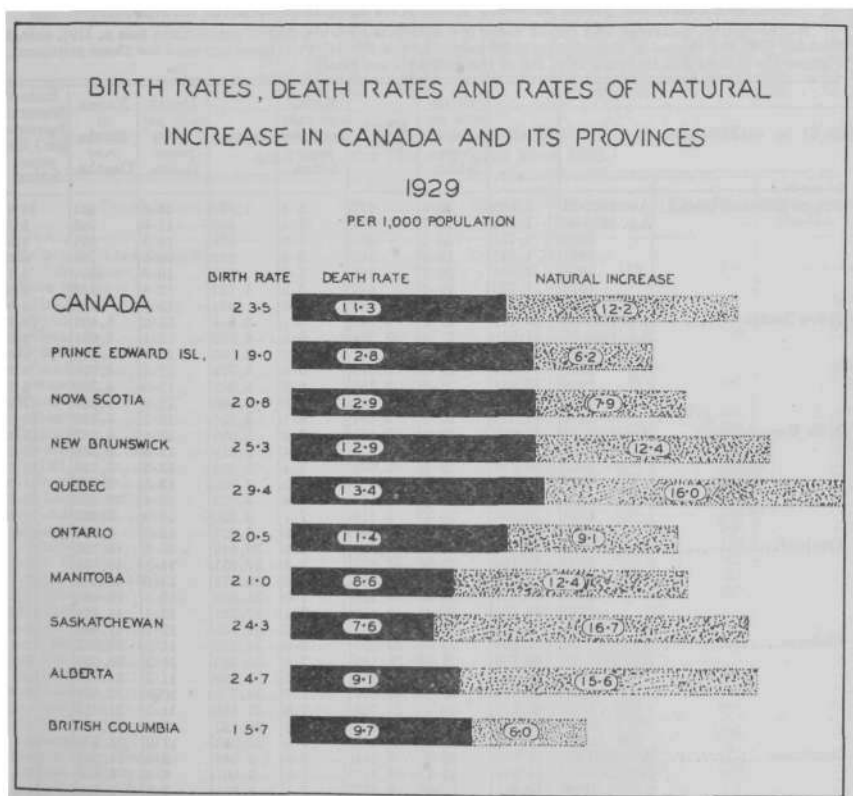 BIRTH RATES, DEATH RATES AND RATES OF NATURAL
INCREASE IN CANADA AND ITS PROVINCES
1929
PER 1,000 POPULATION
BIRTH RATE DEATH RATE NATURAL INCREASE
CANADA 23·5 11·3 12·2
PRINCE EDWARD ISL. 19·0 12·8 6·2
NOVA SCOTIA 20·8 12·9 7·9
NEW BRUNSWICK 25·3 12·9 12·4
QUEBEC 29·4 13·4 16·0
ONTARIO 20·5 11·4 9·1
MANITOBA 21·0 8·6 12·4
SASKATCHEWAN 24·3 7·6 16·7
ALBERTA 24·7 9·1 15·6
BRITISH COLUMBIA 15·7 9·7 6·0